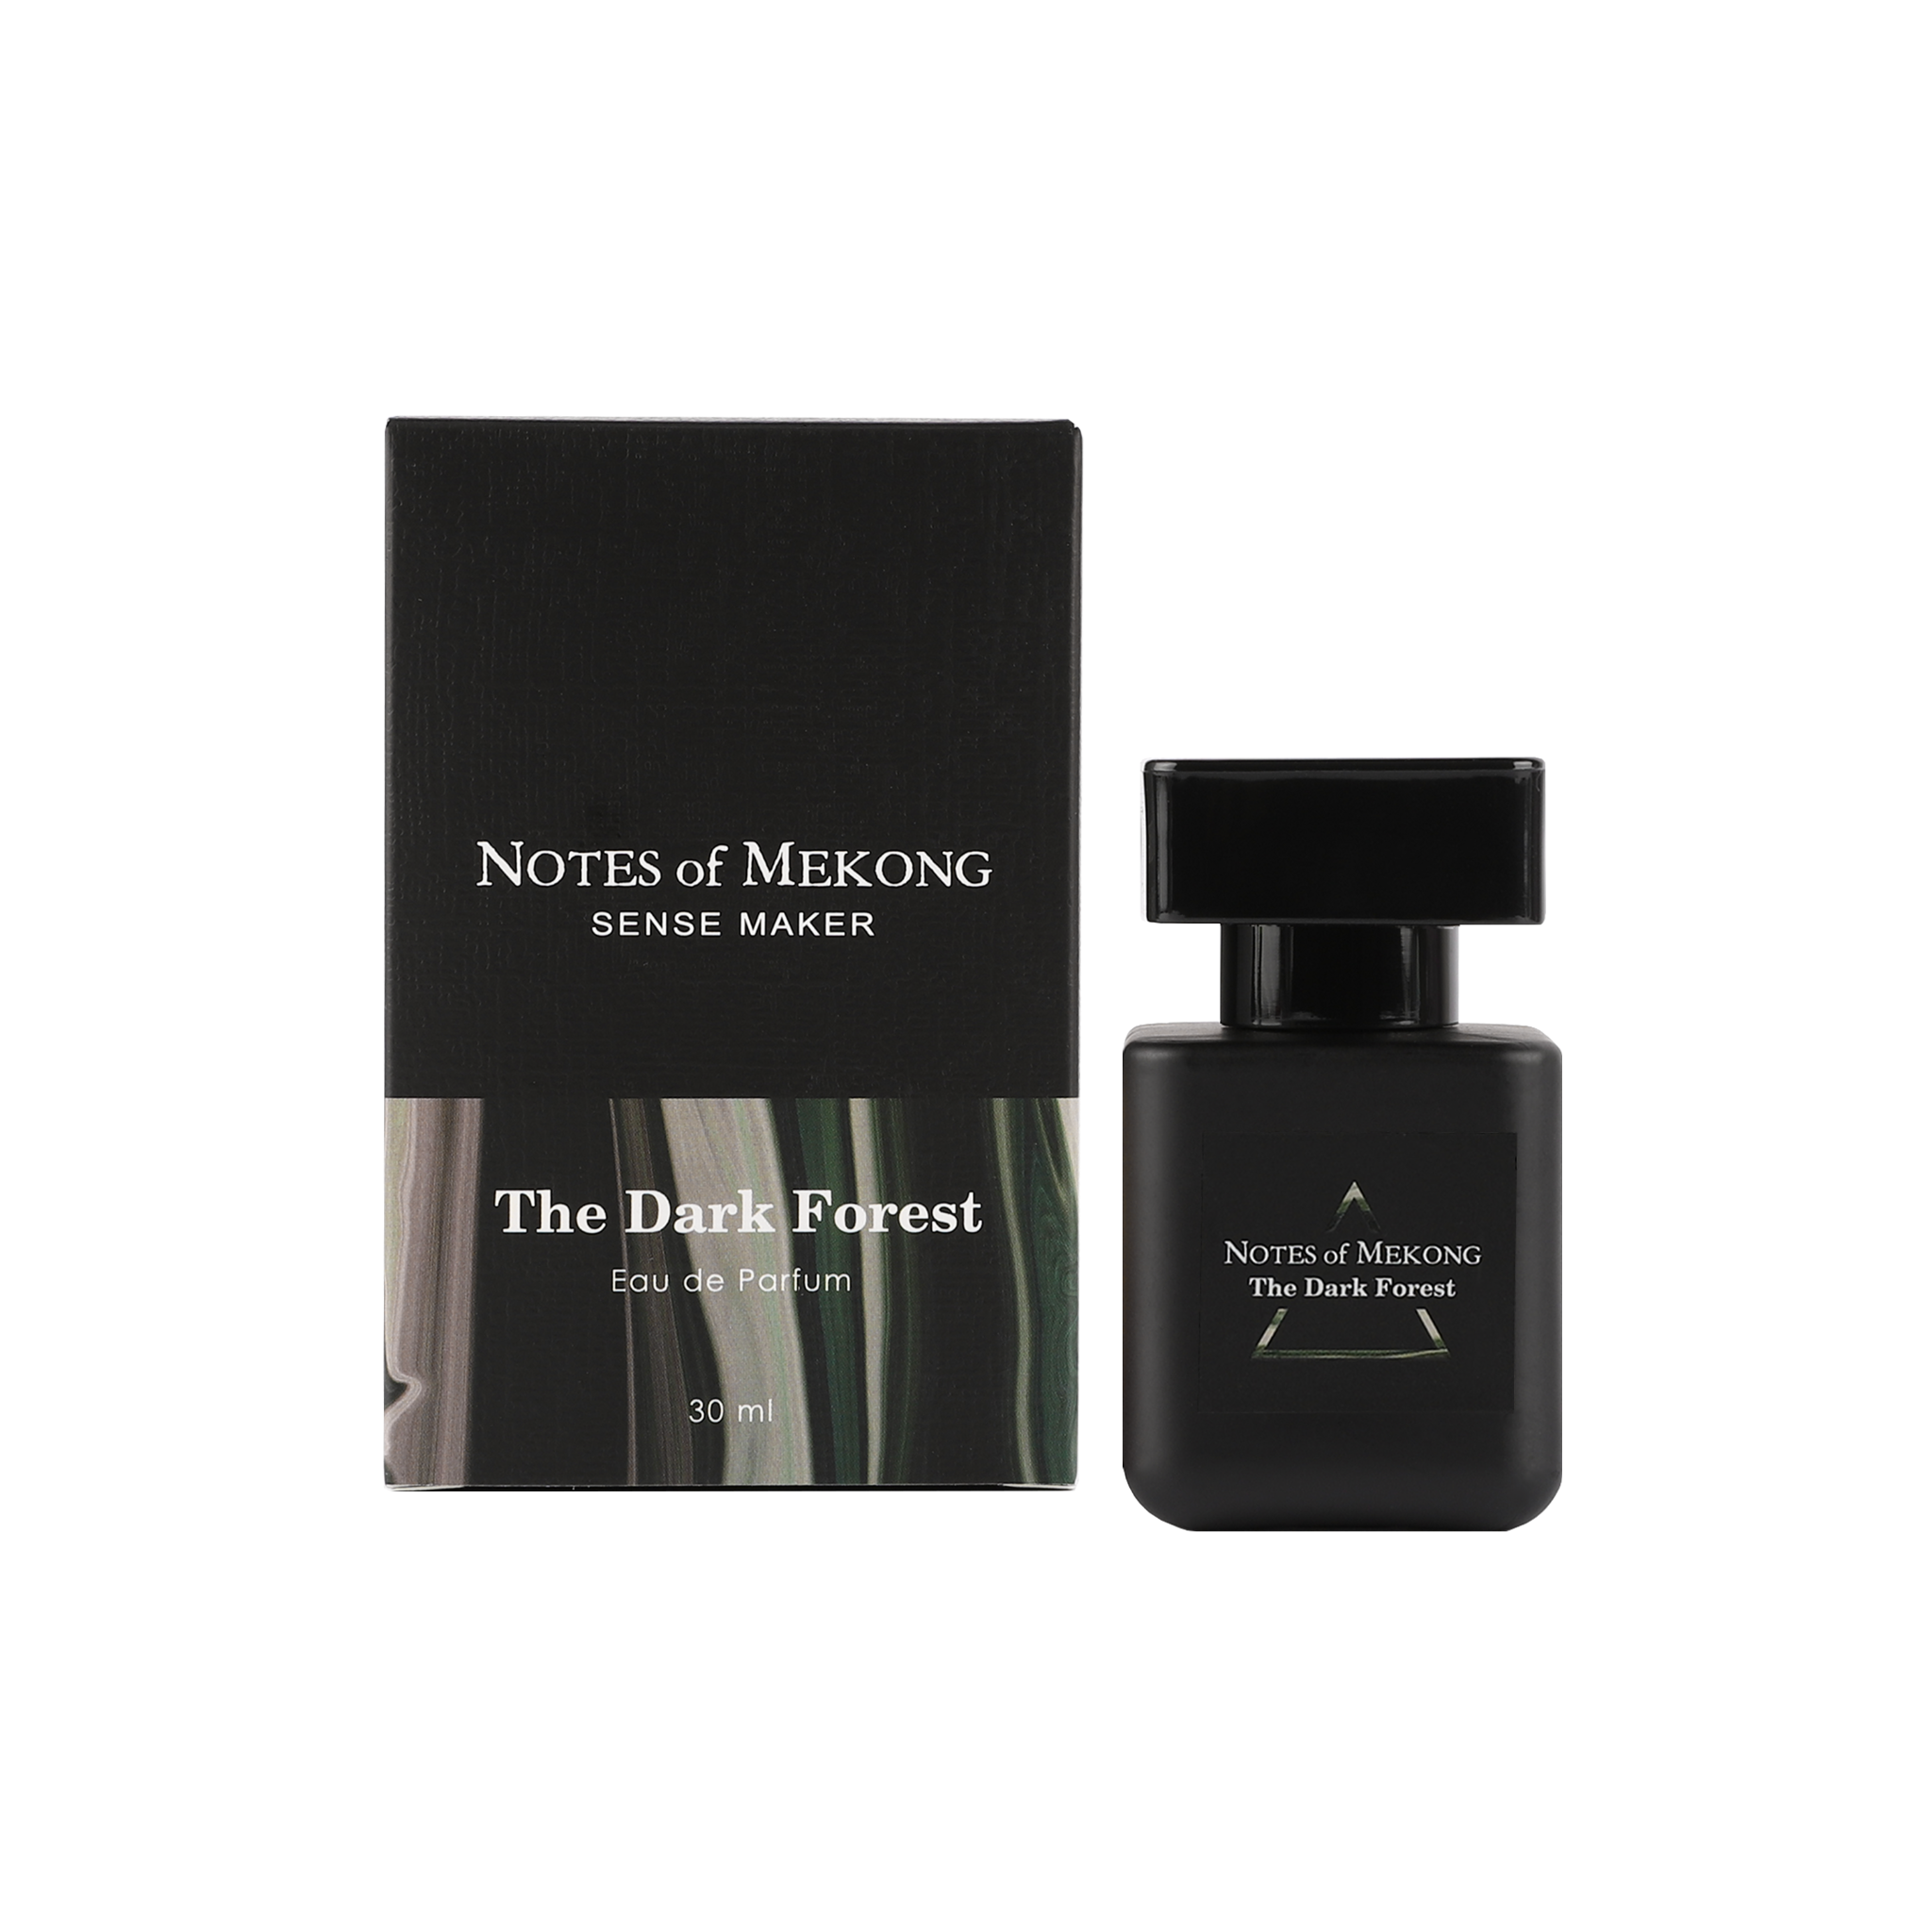 NOTES of MEKONG
SENSE MAKER
The Dark Forest
Eau de Parfum
30 ml
NOTES of MEKONG
The Dark Forest